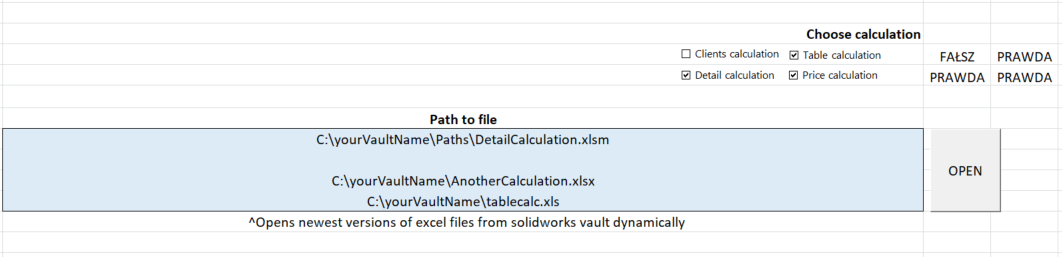 Choose calculation
Clients calculation Table calculation FAŁSZ PRAWDA
Detail calculation Price calculation PRAWDA PRAWDA
Path to file
C:\yourVaultName\Paths\DetailCalculation.xlsm
OPEN
C:\yourVaultName\AnotherCalculation.xlsx
C:\yourVaultName\tablecalc.xls
^Opens newest versions of excel files from solidworks vault dynamically